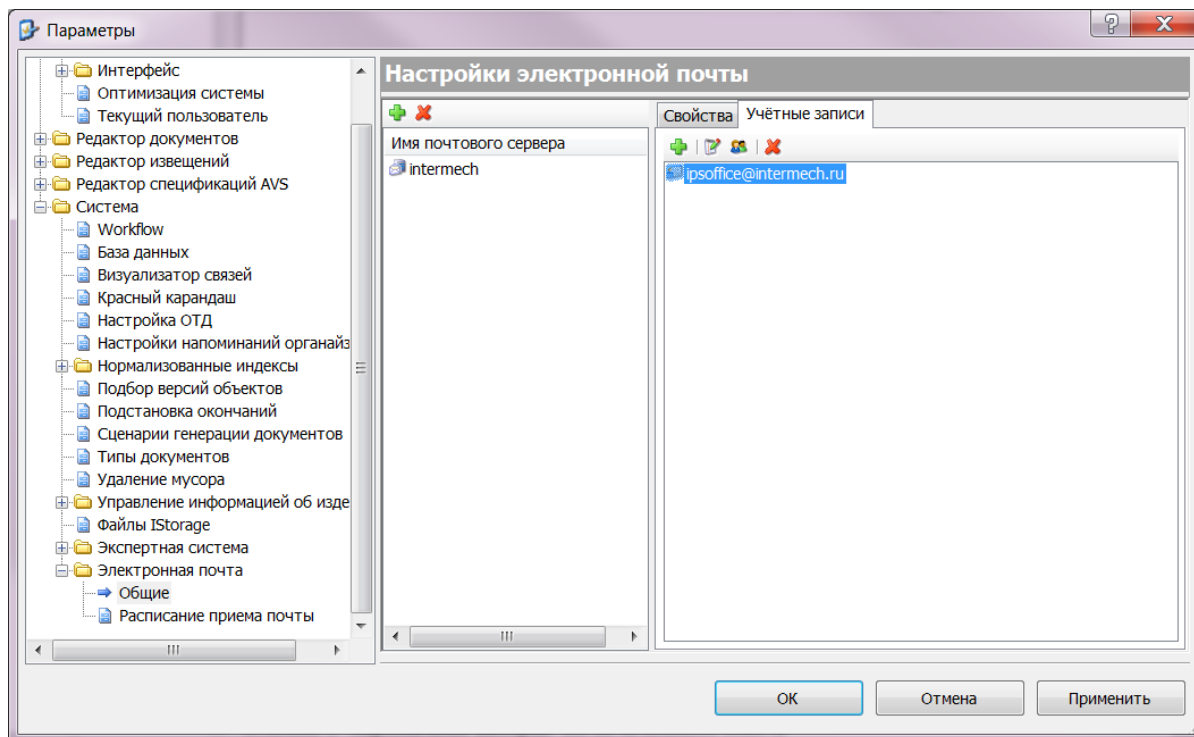 Параметры
Интерфейс
Оптимизация системы
Текущий пользователь
Редактор документов
Редактор извещений
Редактор спецификаций AVS
Система
Workflow
База данных
Визуализатор связей
Красный карандаш
Настройка ОТД
Настройки напоминаний органайз
Нормализованные индексы
Подбор версий объектов
Подстановка окончаний
Сценарии генерации документов
Типы документов
Удаление мусора
Управление информацией об изде
Файлы IStorage
Экспертная система
Электронная почта
Общие
Расписание приема почты
Настройки электронной почты
Имя почтового сервера
intermech
Свойства Учётные записи
ipsoffice@intermech.ru
OK Отмена Применить